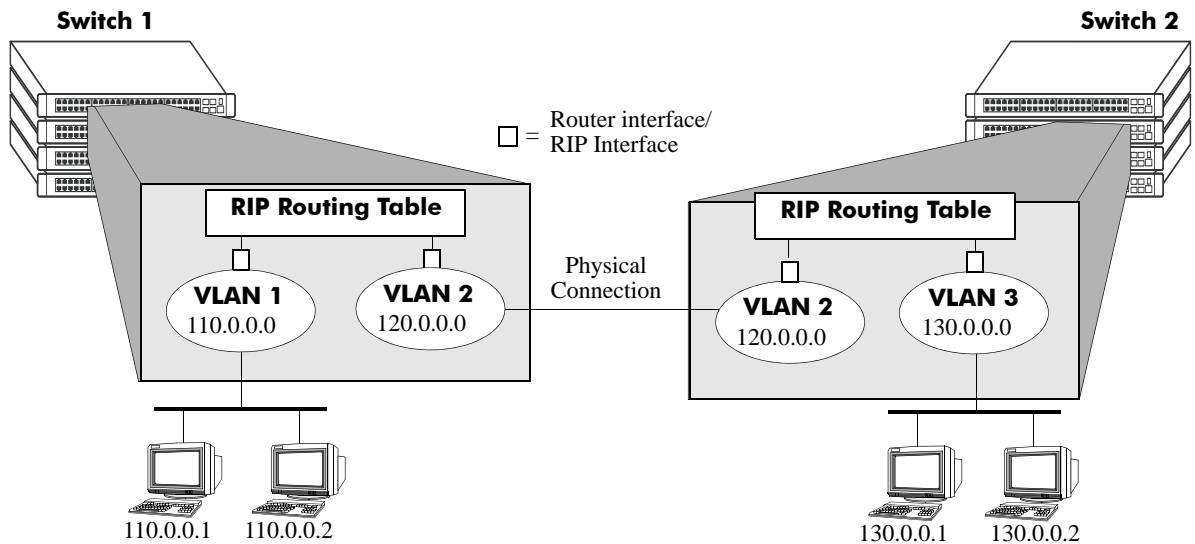 Switch 1
Switch 2
= Router interface/
RIP Interface
RIP Routing Table
RIP Routing Table
VLAN 1
110.0.0.0
VLAN 2
120.0.0.0
Physical
Connection
VLAN 2
120.0.0.0
VLAN 3
130.0.0.0
110.0.0.1
110.0.0.2
130.0.0.1
130.0.0.2